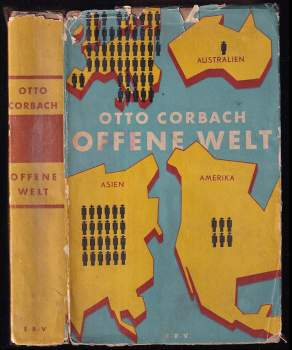 OTTO
CORBACH
OFFENE
WELT
E R V
AUSTRALIEN
OTTO CORBACH
OFFENE WELT
ASIEN
AMERIKA
E R V